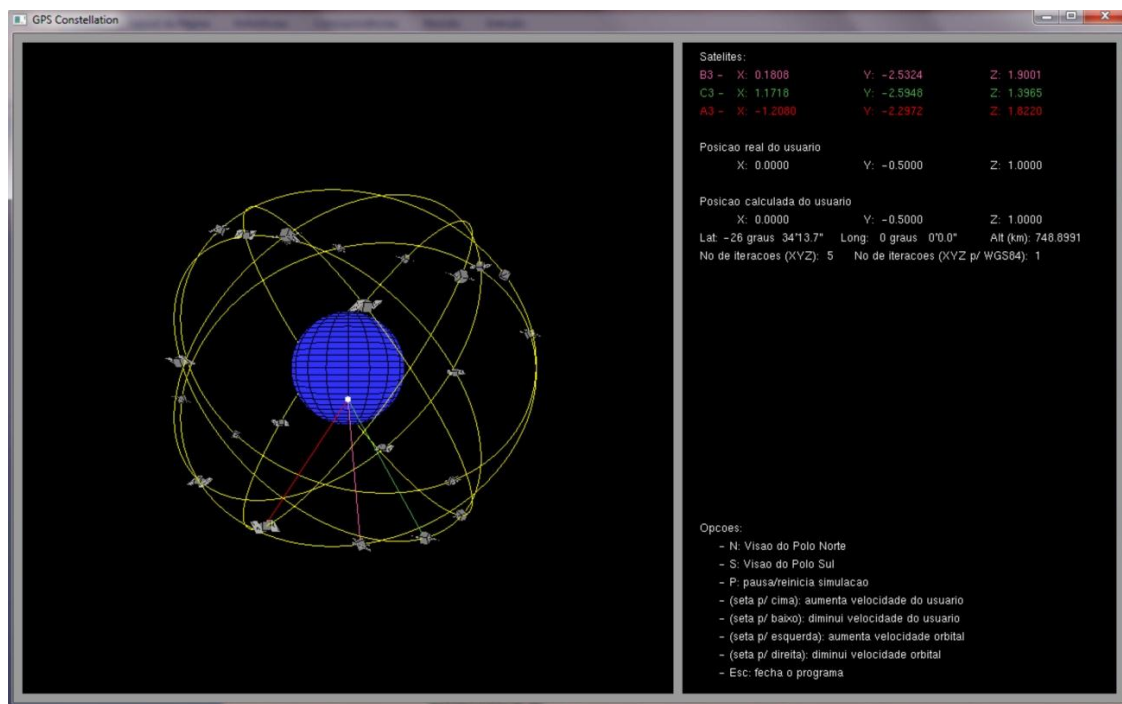 GPS Constellation
Satelites:
B3 - X: 0.1808 Y: -2.5324 Z: 1.9001
C3 - X: 1.1718 Y: -2.5948 Z: 1.3965
A3 - X: -1.2080 Y: -2.2972 Z: 1.8220
Posicao real do usuario
X: 0.0000 Y: -0.5000 Z: 1.0000
Posicao calculada do usuario
X: 0.0000 Y: -0.5000 Z: 1.0000
Lat: -26 graus 34'13.7" Long: 0 graus 0'0.0" Alt (km): 748.8991
No de iteracoes (XYZ): 5 No de iteracoes (XYZ p/ WGS84): 1
Opcoes:
- N: Visao do Polo Norte
- S: Visao do Polo Sul
- P: pausa/reinicia simulacao
- (seta p/ cima): aumenta velocidade do usuario
- (seta p/ baixo): diminui velocidade do usuario
- (seta p/ esquerda): aumenta velocidade orbital
- (seta p/ direita): diminui velocidade orbital
- Esc: fecha o programa